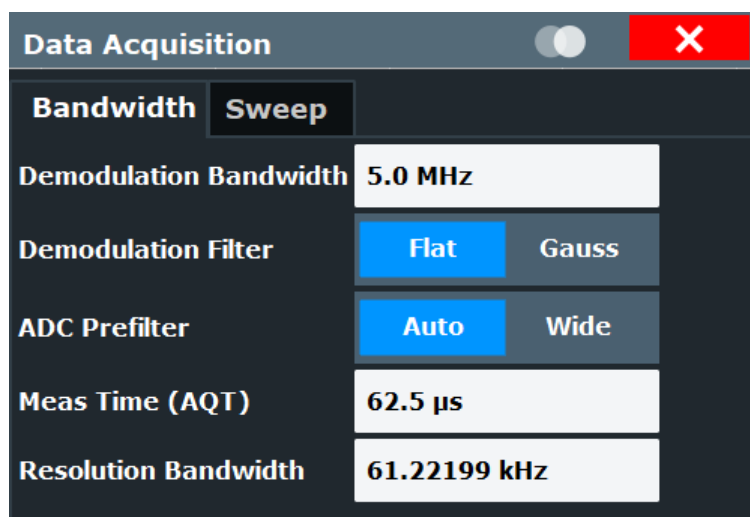 Data Acquisition
Bandwidth Sweep
Demodulation Bandwidth 5.0 MHz
Demodulation Filter Flat Gauss
ADC Prefilter Auto Wide
Meas Time (AQT) 62.5 µs
Resolution Bandwidth 61.22199 kHz